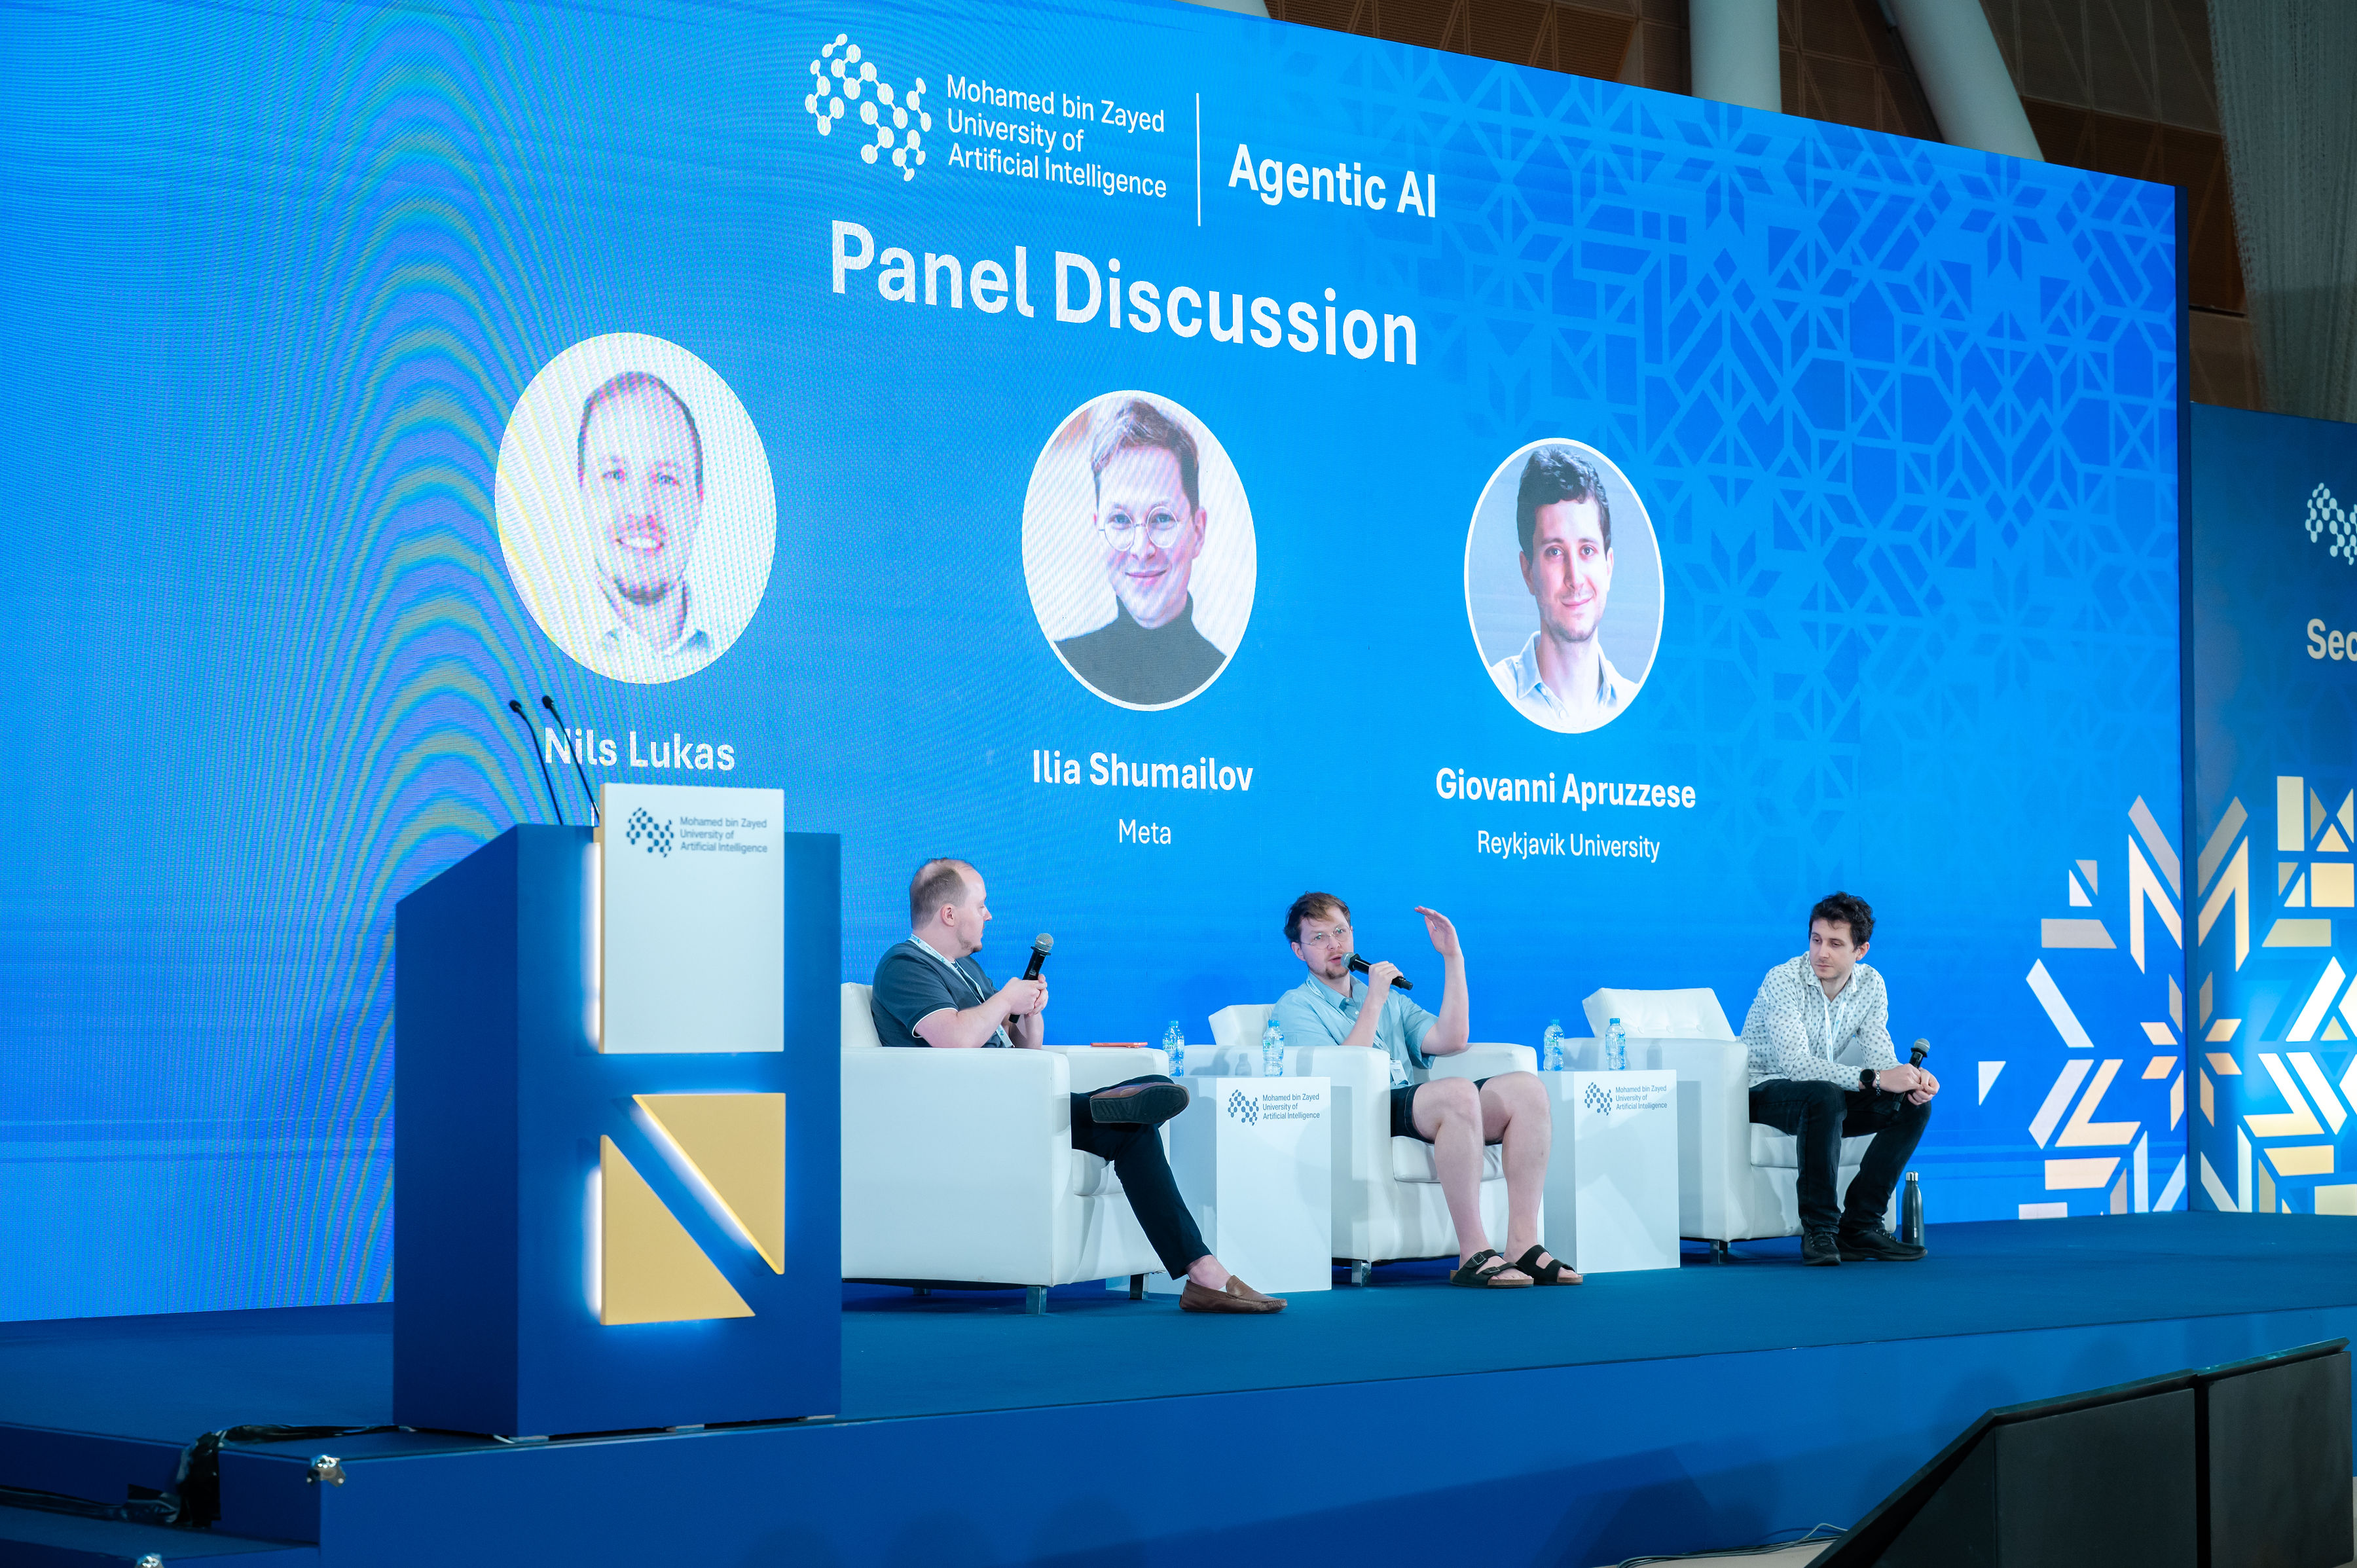 Mohamed bin Zayed
University of
Artificial Intelligence
Agentic AI
Panel Discussion
Nils Lukas
Ilia Shumailov
Giovanni Apruzzese
Meta
Reykjavik University
Mohamed bin Zayed
University of
Artificial Intelligence
Mohamed bin Zayed
University of
Artificial Intelligence
Mohamed bin Zayed
University of
Artificial Intelligence
Sec